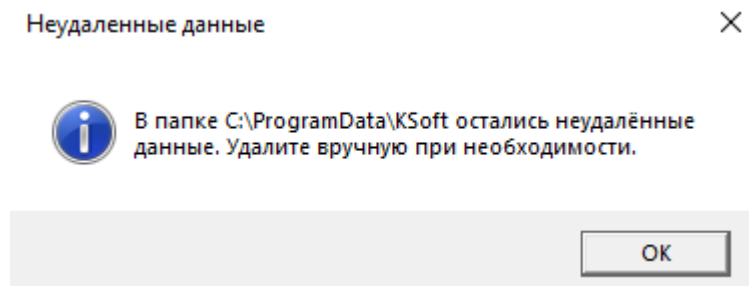 Неудаленные данные
В папке C:\ProgramData\KSoft остались неудалённые
данные. Удалите вручную при необходимости.
OK